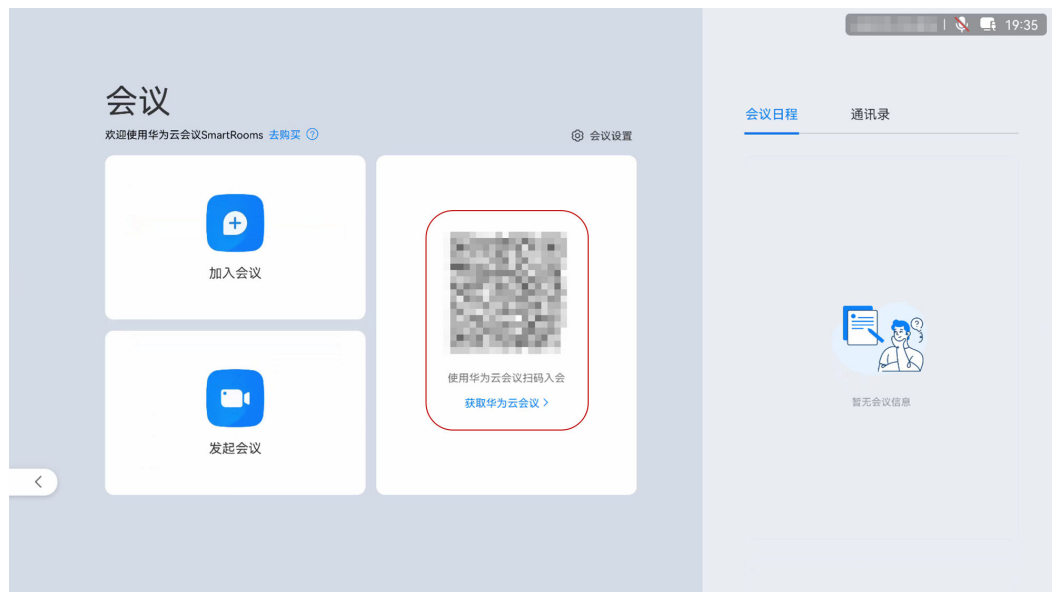 19:35
会议
欢迎使用华为云会议SmartRooms 去购买 ?
会议设置
加入会议
发起会议
使用华为云会议扫码入会
获取华为云会议 >
会议日程
通讯录
暂无会议信息